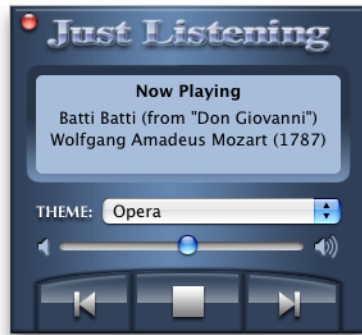 Just Listening
Now Playing
Batti Batti (from "Don Giovanni")
Wolfgang Amadeus Mozart (1787)
THEME: Opera